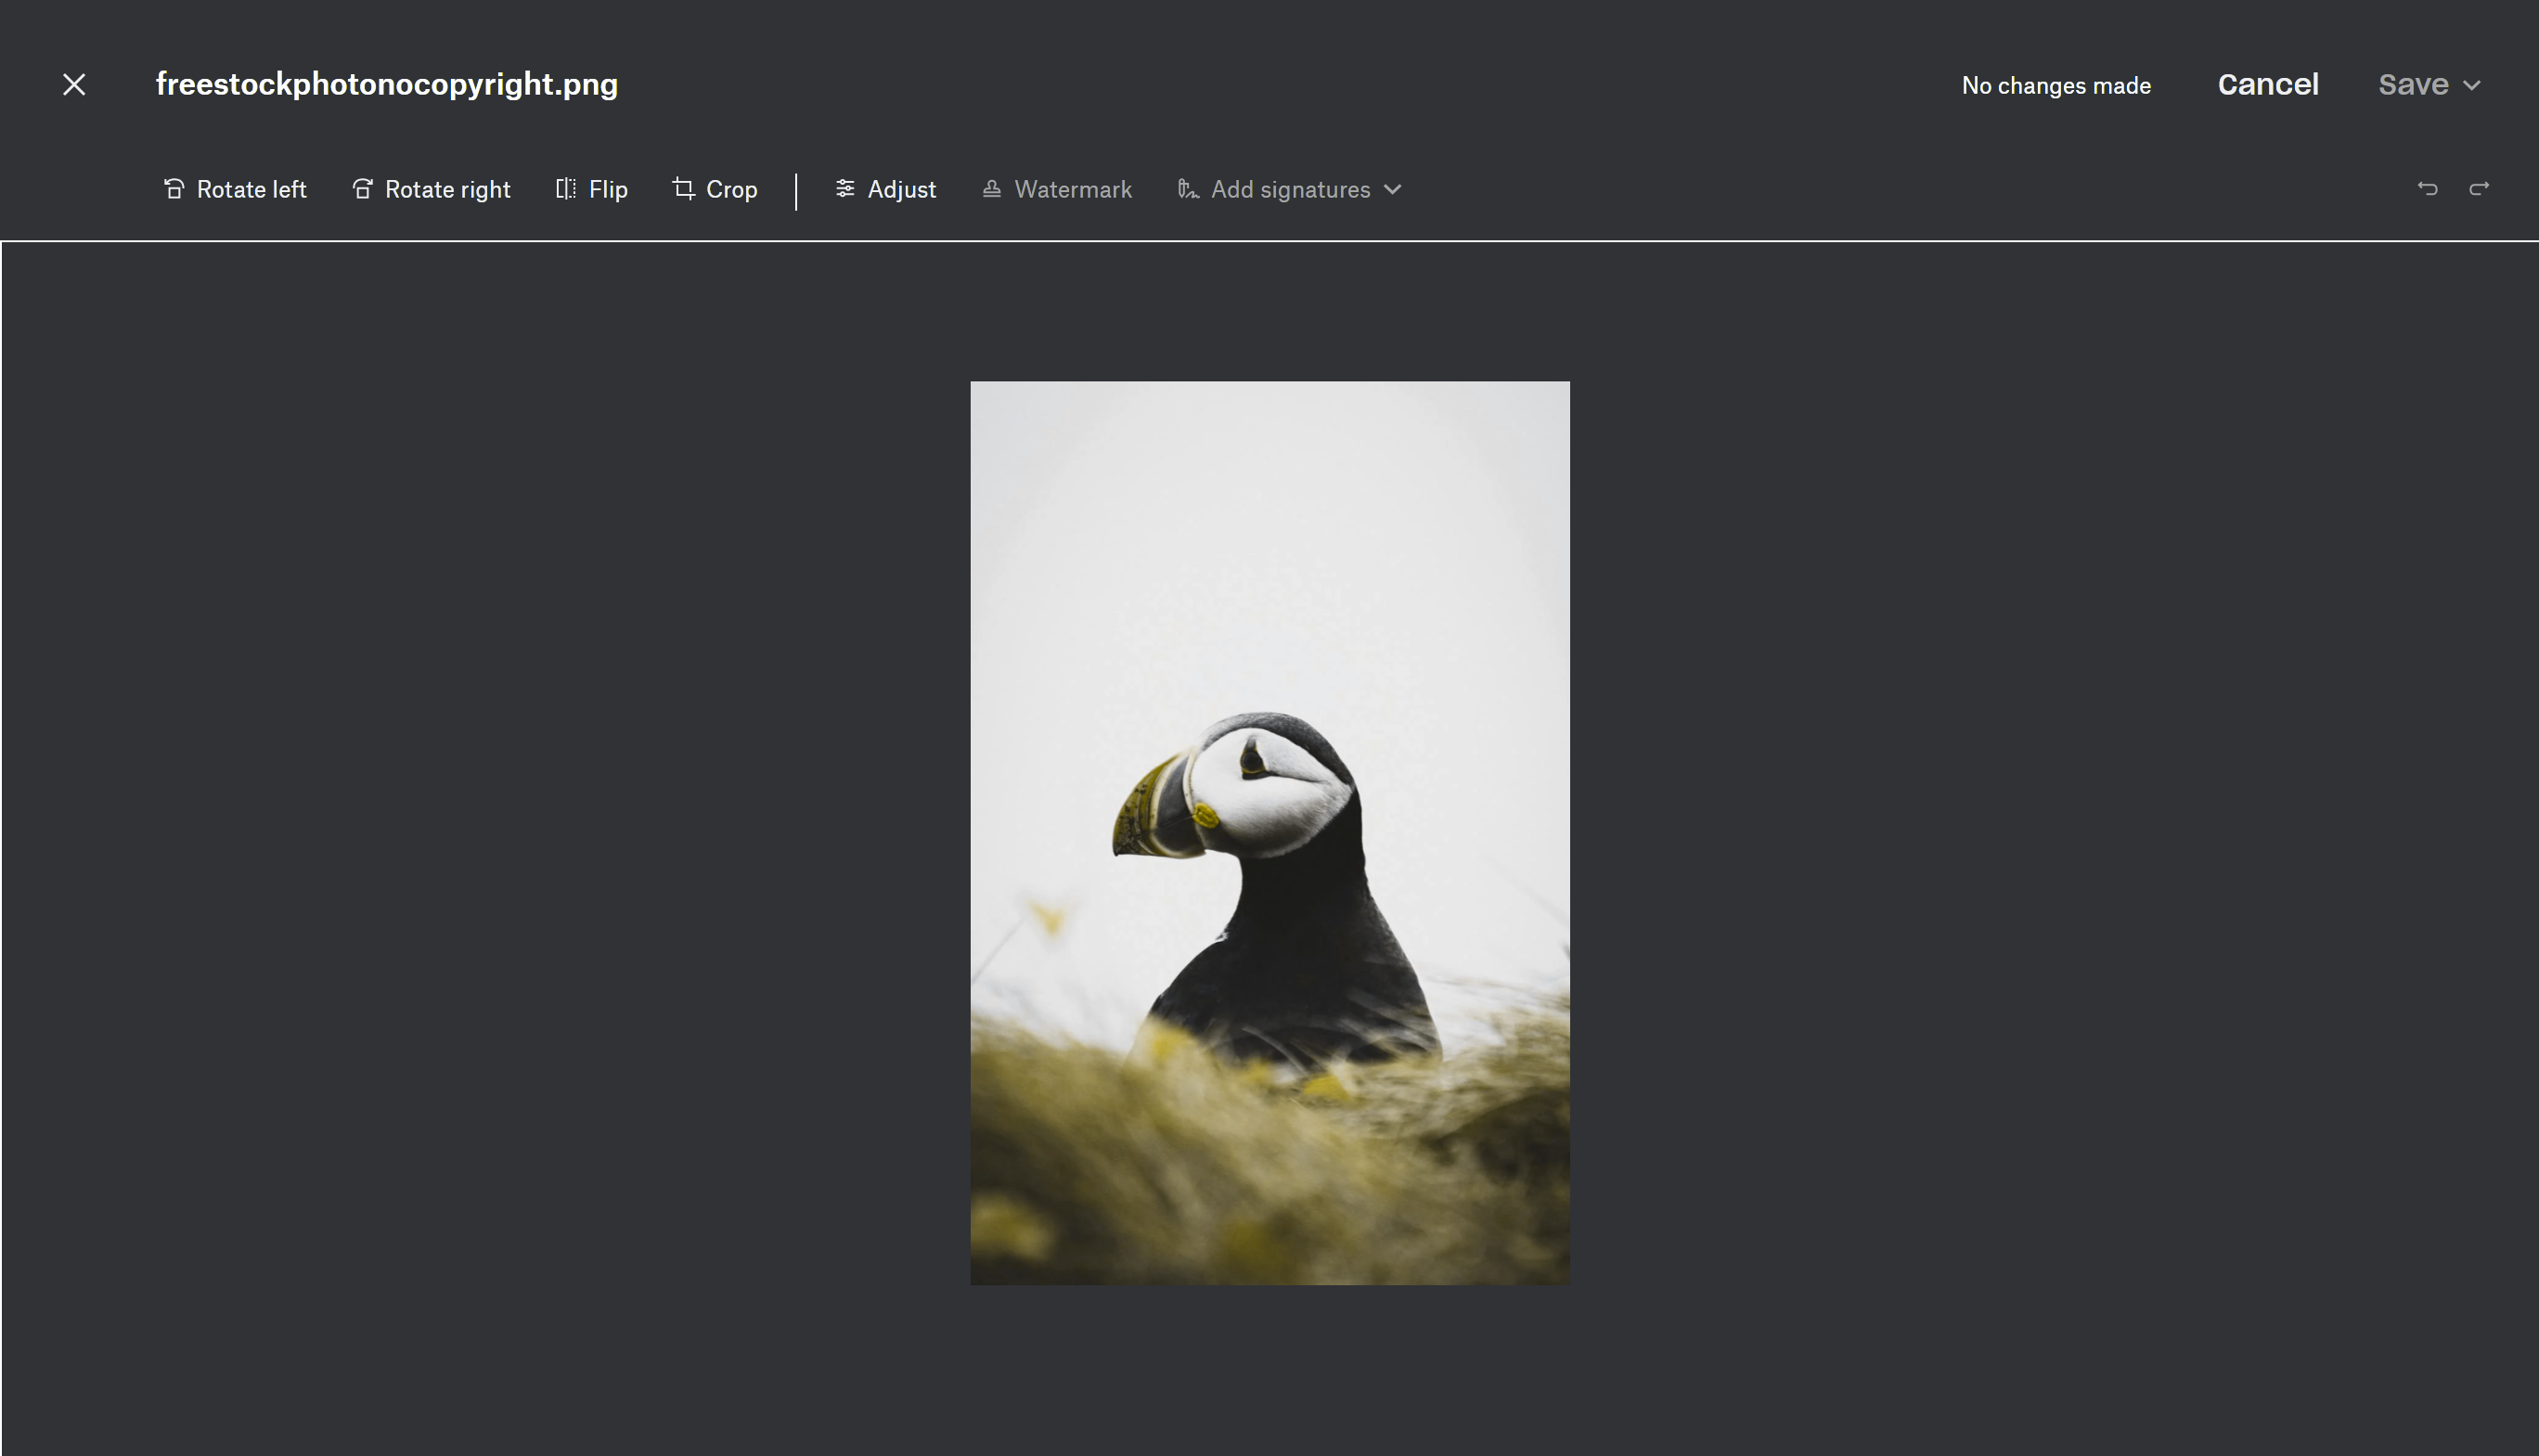 freestockphotonocopyright.png
No changes made
Cancel
Save
Rotate left
Rotate right
Flip
Crop
Adjust
Watermark
Add signatures